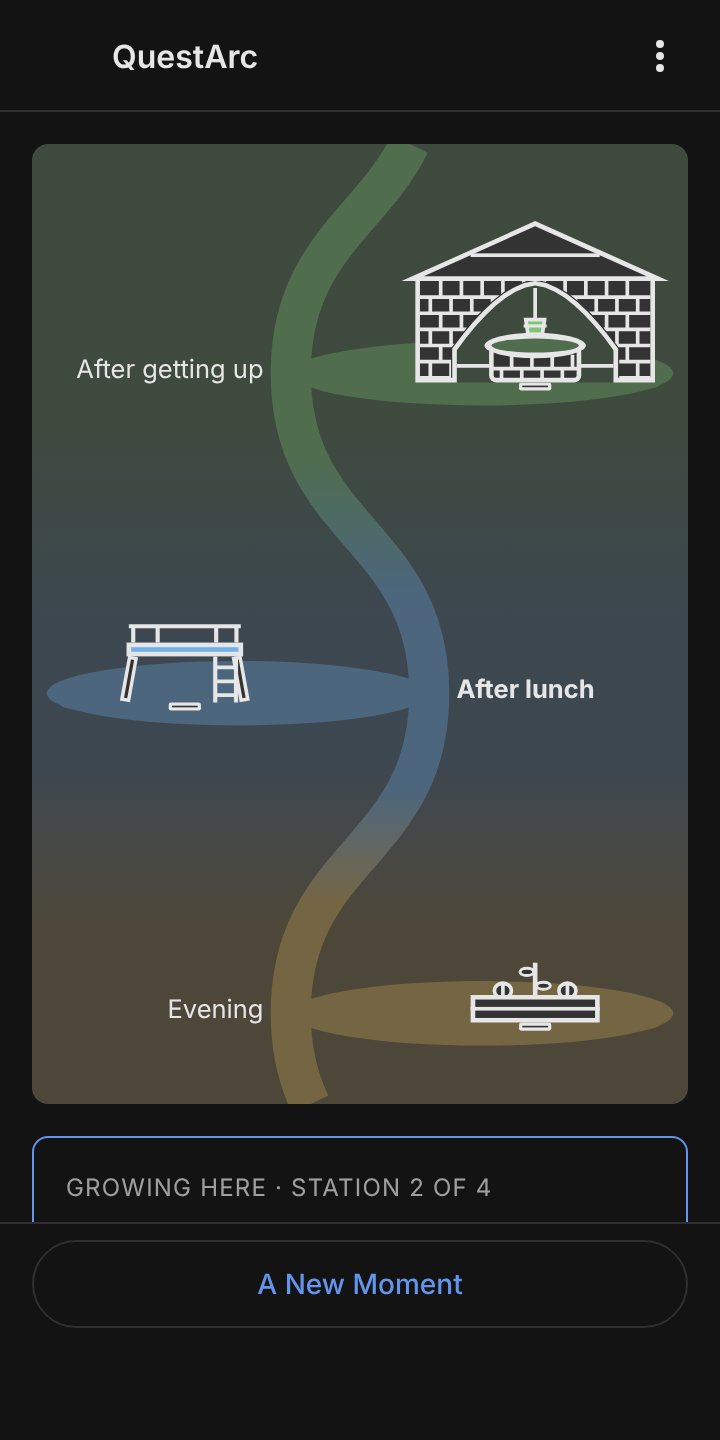 QuestArc
After getting up
After lunch
Evening
GROWING HERE · STATION 2 OF 4
A New Moment